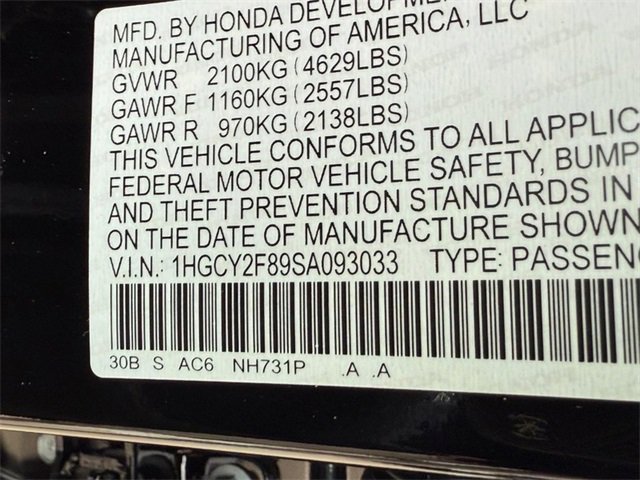 MFD. BY HONDA DEVELOPMEN
MANUFACTURING OF AMERICA, LLC
GVWR 2100KG (4629LBS)
GAWR F 1160KG (2557LBS)
GAWR R 970KG (2138LBS)
THIS VEHICLE CONFORMS TO ALL APPLIC
FEDERAL MOTOR VEHICLE SAFETY, BUMP
AND THEFT PREVENTION STANDARDS IN
ON THE DATE OF MANUFACTURE SHOWN
V.I.N.: 1HGCY2F89SA093033 TYPE: PASSEN
30B S AC6 NH731P .A .A